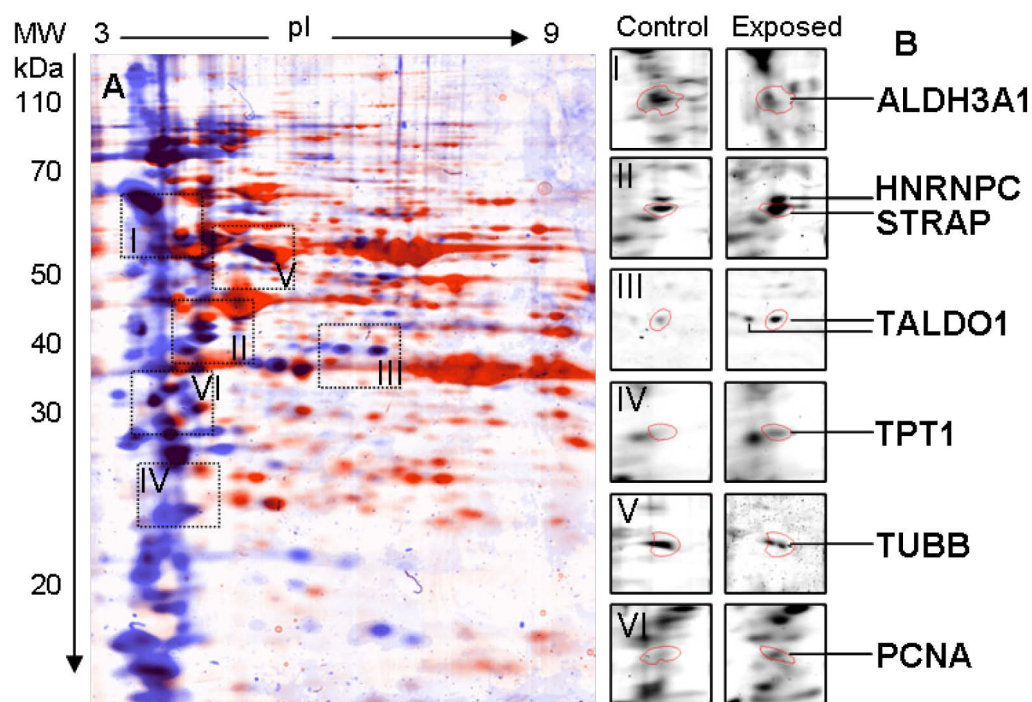 MW
kDa
3 pI 9
A
110
70
50
40
30
20
I
V
II
III
VI
IV
Control Exposed
B
I
ALDH3A1
II
HNRNPC
STRAP
III
TALDO1
IV
TPT1
V
TUBB
VI
PCNA